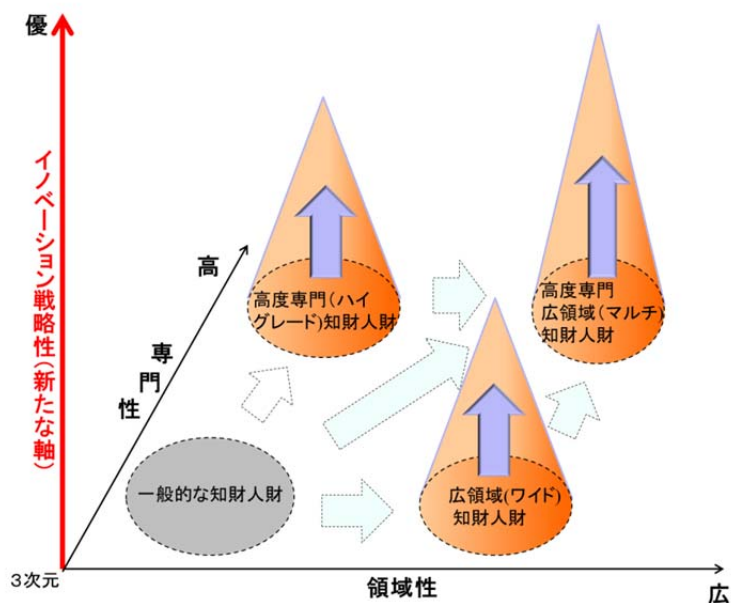 優
イノベーション戦略性(新たな軸)
高
専門性
高度専門(ハイ
グレード)知財人財
高度専門
広領域(マルチ)
知財人財
一般的な知財人財
広領域(ワイド)
知財人財
3次元
領域性
広